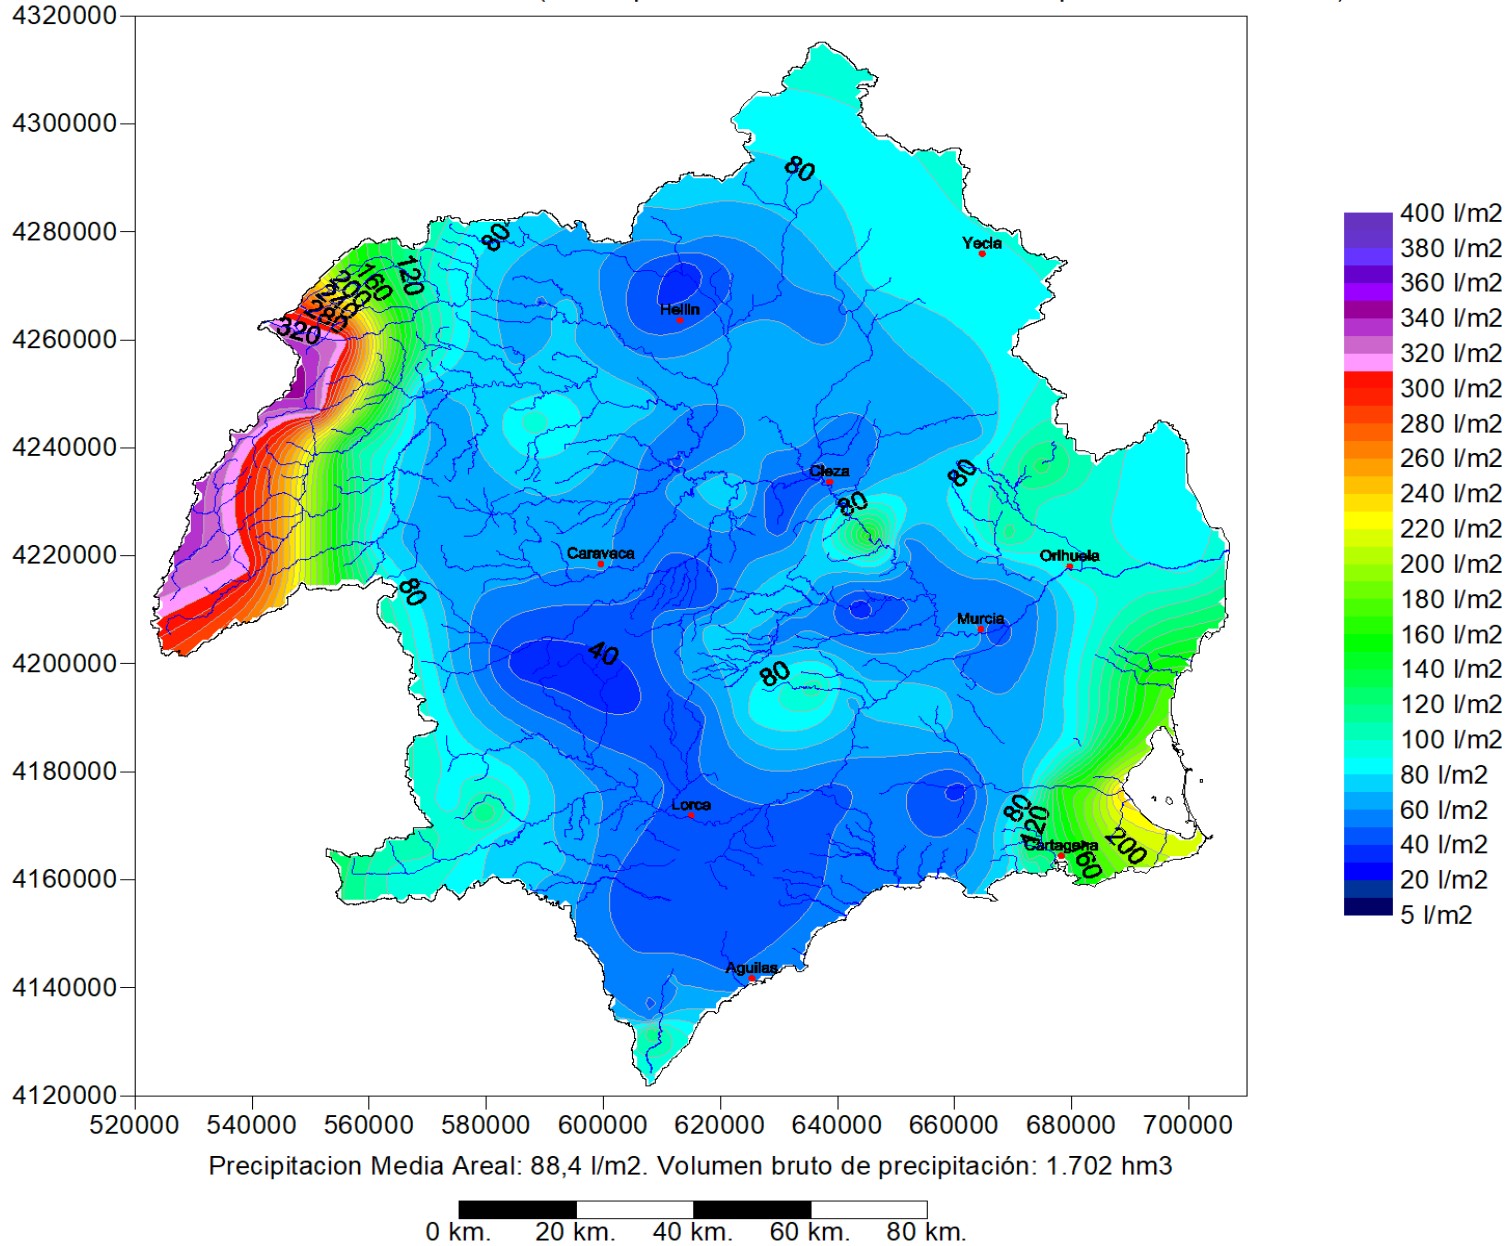 4320000
4300000
4280000
4260000
4240000
4220000
4200000
4180000
4160000
4140000
4120000
520000 540000 560000 580000 600000 620000 640000 660000 680000 700000
80
80
120
160
200
240
280
320
Yecla
Hellin
Cieza
80
80
Caravaca
Orihuela
80
Murcia
40
80
Lorca
80
120
Cartagena
160
200
Aguilas
400 l/m2
380 l/m2
360 l/m2
340 l/m2
320 l/m2
300 l/m2
280 l/m2
260 l/m2
240 l/m2
220 l/m2
200 l/m2
180 l/m2
160 l/m2
140 l/m2
120 l/m2
100 l/m2
80 l/m2
60 l/m2
40 l/m2
20 l/m2
5 l/m2
Precipitacion Media Areal: 88,4 l/m2. Volumen bruto de precipitación: 1.702 hm3
0 km. 20 km. 40 km. 60 km. 80 km.